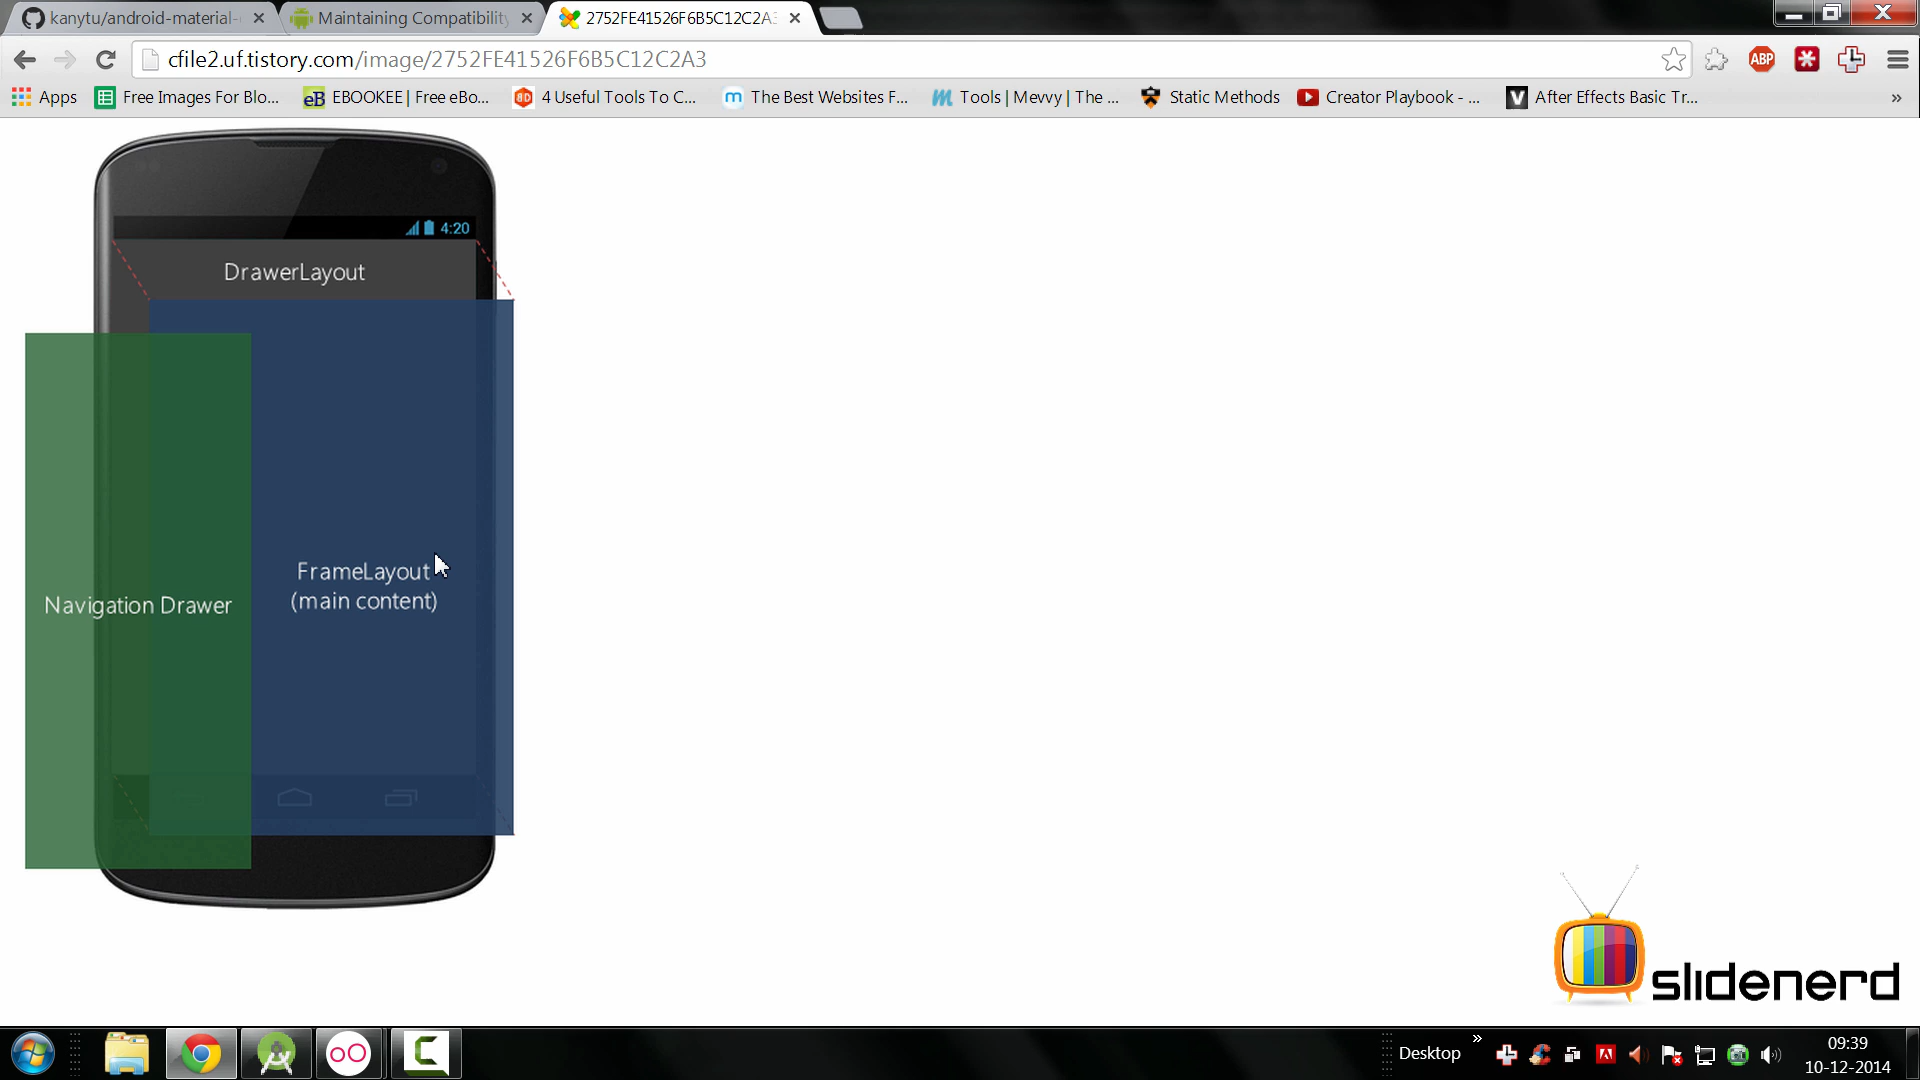 kanytu/android-material-
Maintaining Compatibility
2752FE41526F6B5C12C2A3
cfile2.uf.tistory.com/image/2752FE41526F6B5C12C2A3
ABP
Apps
Free Images For Blo...
eB
EBOOKEE | Free eBo...
4 Useful Tools To C...
m
The Best Websites F...
Tools | Mevvy | The ...
Static Methods
Creator Playbook - ...
V
After Effects Basic Tr...
»
4:20
DrawerLayout
FrameLayout
(main content)
Navigation Drawer
slidenerd
Desktop
»
09:39
10-12-2014